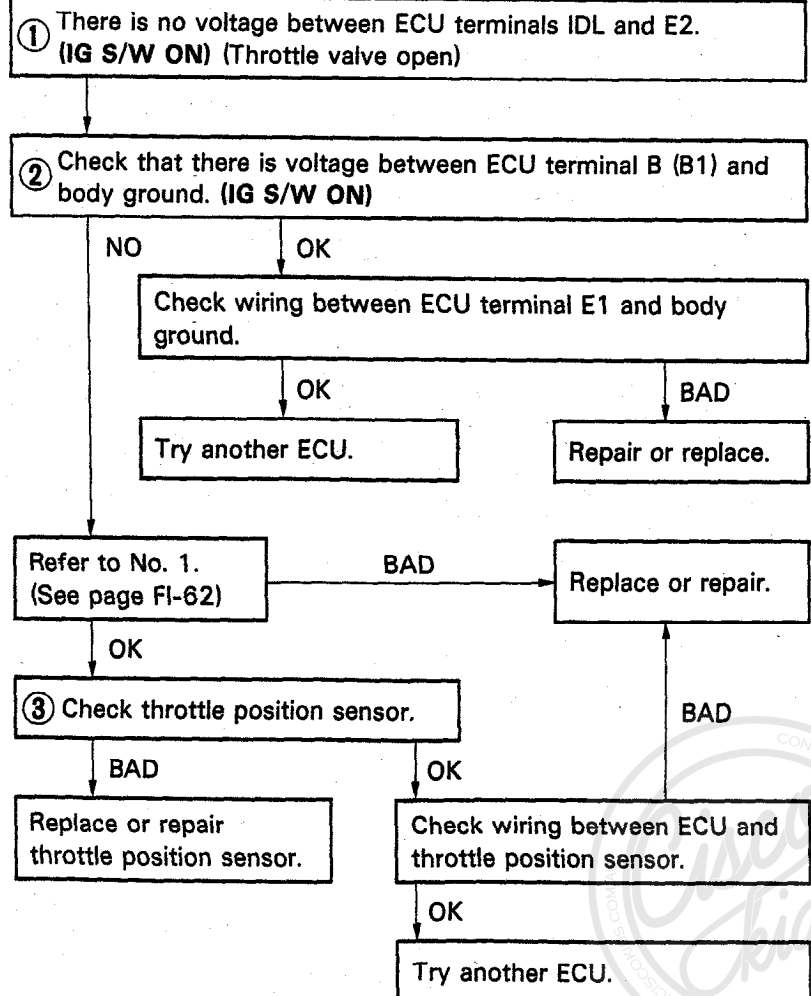 ① There is no voltage between ECU terminals IDL and E2.
(IG S/W ON) (Throttle valve open)
② Check that there is voltage between ECU terminal B (B1) and
body ground. (IG S/W ON)
NO
OK
Check wiring between ECU terminal E1 and body
ground.
OK
BAD
Try another ECU.
Repair or replace.
Refer to No. 1.
(See page FI-62)
BAD
Replace or repair.
OK
③ Check throttle position sensor.
BAD
BAD
OK
Replace or repair
throttle position sensor.
Check wiring between ECU and
throttle position sensor.
OK
Try another ECU.